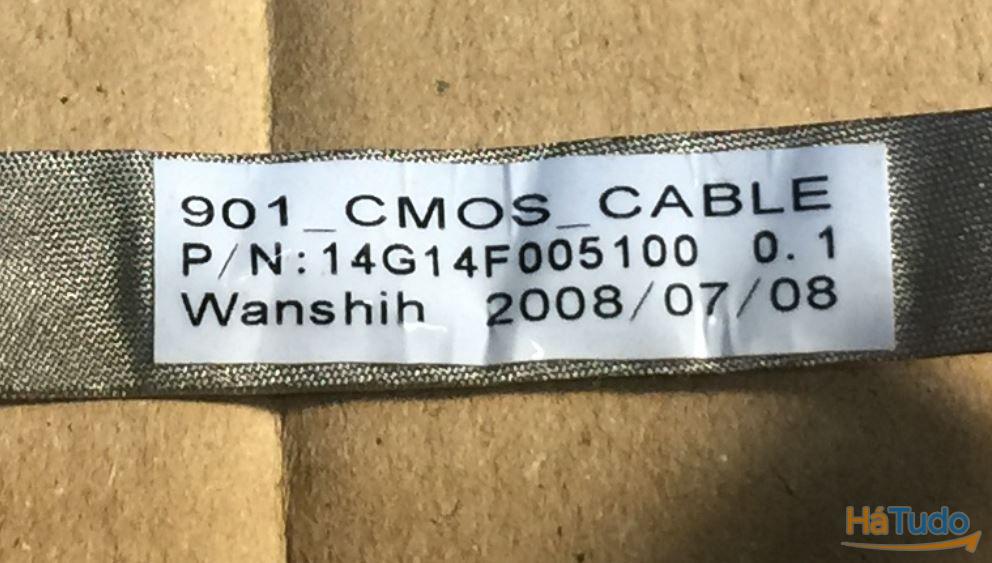 901_CMOS_CABLE
P/N:14G14F005100 0.1
Wanshih 2008/07/08
HáTudo